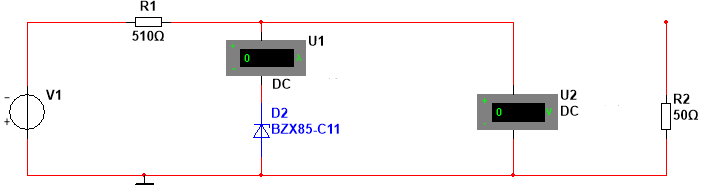 R1
510Ω
U1
+
0
A
-
DC
V1
-
+
D2
BZX85-C11
U2
DC
+
0
V
-
R2
50Ω